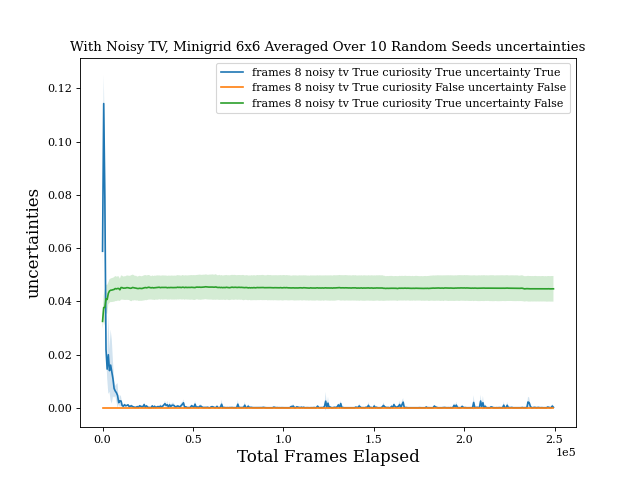 With Noisy TV, Minigrid 6x6 Averaged Over 10 Random Seeds uncertainties
frames 8 noisy tv True curiosity True uncertainty True
frames 8 noisy tv True curiosity False uncertainty False
frames 8 noisy tv True curiosity True uncertainty False
uncertainties
0.12
0.10
0.08
0.06
0.04
0.02
0.00
0.0 0.5 1.0 1.5 2.0 2.5
1e5
Total Frames Elapsed